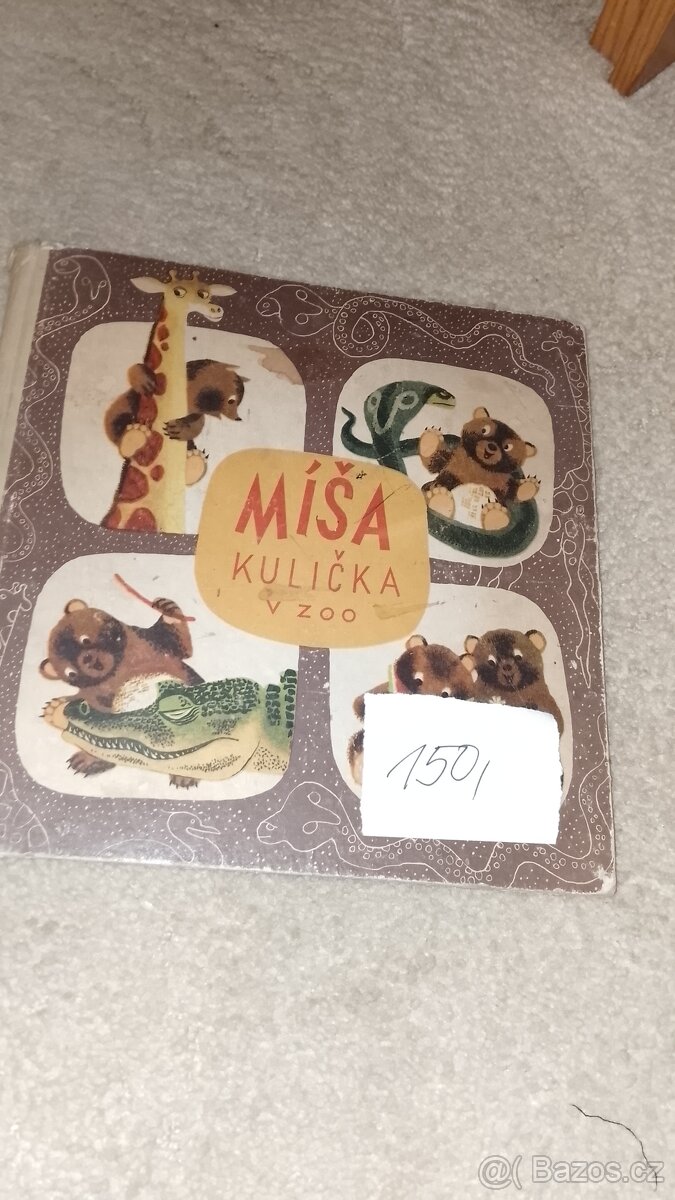 MÍŠA
KULIČKA
V ZOO
150,
@( Bazos.cz